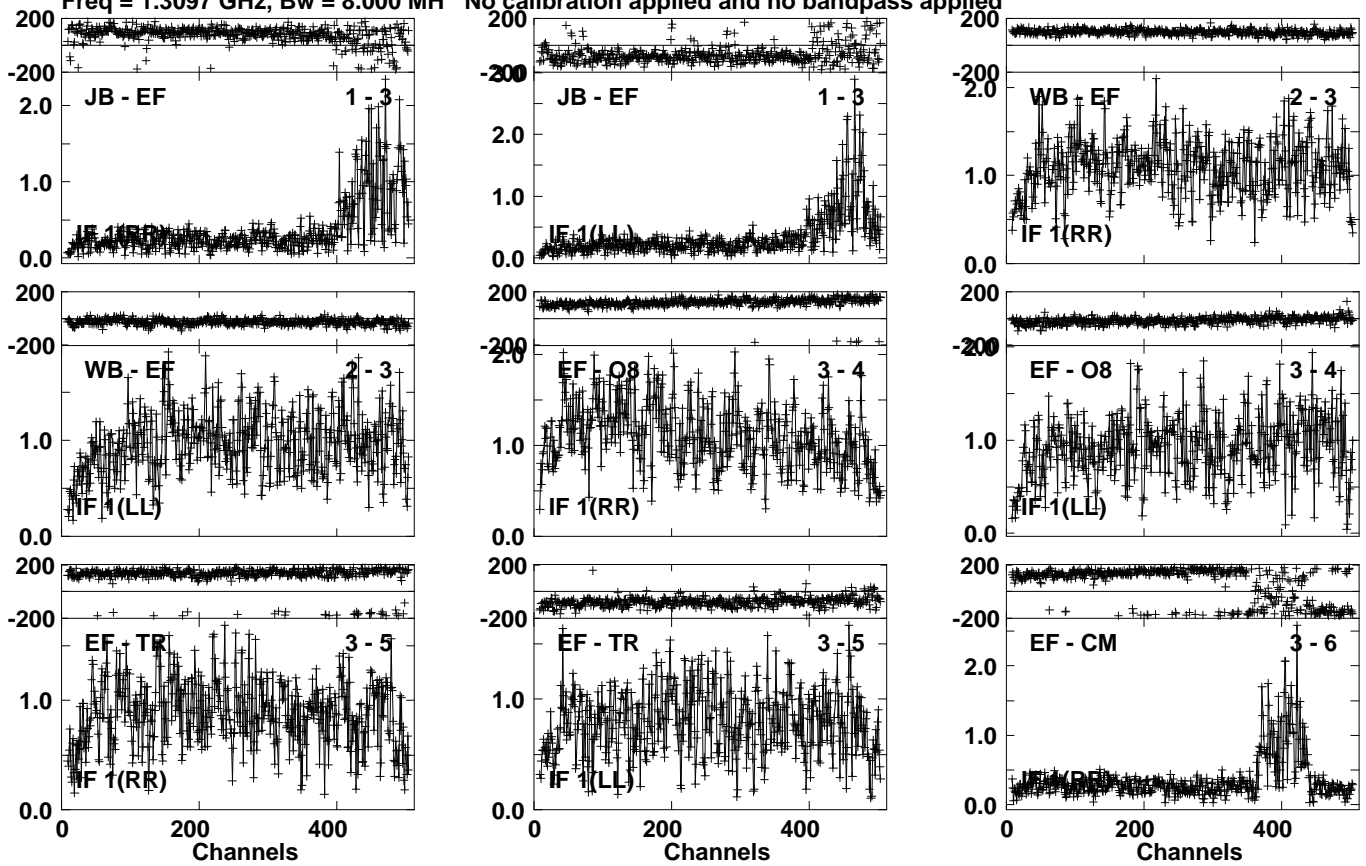 Freq = 1.3097 GHz, Bw = 8.000 MH No calibration applied and no bandpass applied
200
-200
JB - EF 1 - 3
2.0
1.0
IF 1(RR)
0.0
200
-200
3.0
JB - EF 1 - 3
2.0
1.0
IF 1(LL)
0.0
200
-200
WB - EF 2 - 3
2.0
1.0
IF 1(RR)
0.0
200
-200
WB - EF 2 - 3
1.0
IF 1(LL)
0.0
200
-200
2.0
EF - O8 3 - 4
1.0
IF 1(RR)
0.0
200
-200
2.0
EF - O8 3 - 4
1.0
IF 1(LL)
0.0
200
-200
EF - TR 3 - 5
1.0
IF 1(RR)
0.0
0 200 400
Channels
200
-200
EF - TR 3 - 5
1.0
IF 1(LL)
0.0
0 200 400
Channels
200
-200
EF - CM 3 - 6
2.0
1.0
IF 1(RR)
0.0
0 200 400
Channels